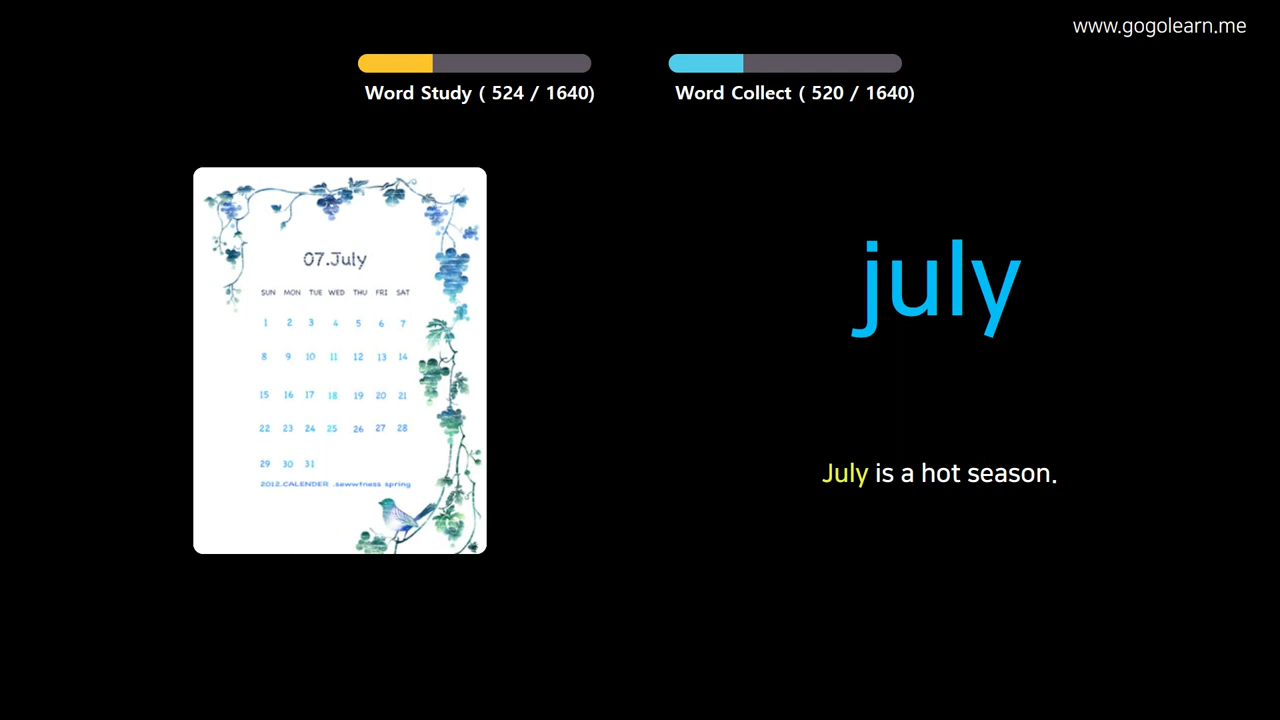 www.gogolearn.me
Word Study ( 524 / 1640)
Word Collect ( 520 / 1640)
07.July
SUN MON TUE WED THU FRI SAT
1 2 3 4 5 6 7
8 9 10 11 12 13 14
15 16 17 18 19 20 21
22 23 24 25 26 27 28
29 30 31
2012.CALENDER .sewwtness spring
july
July is a hot season.